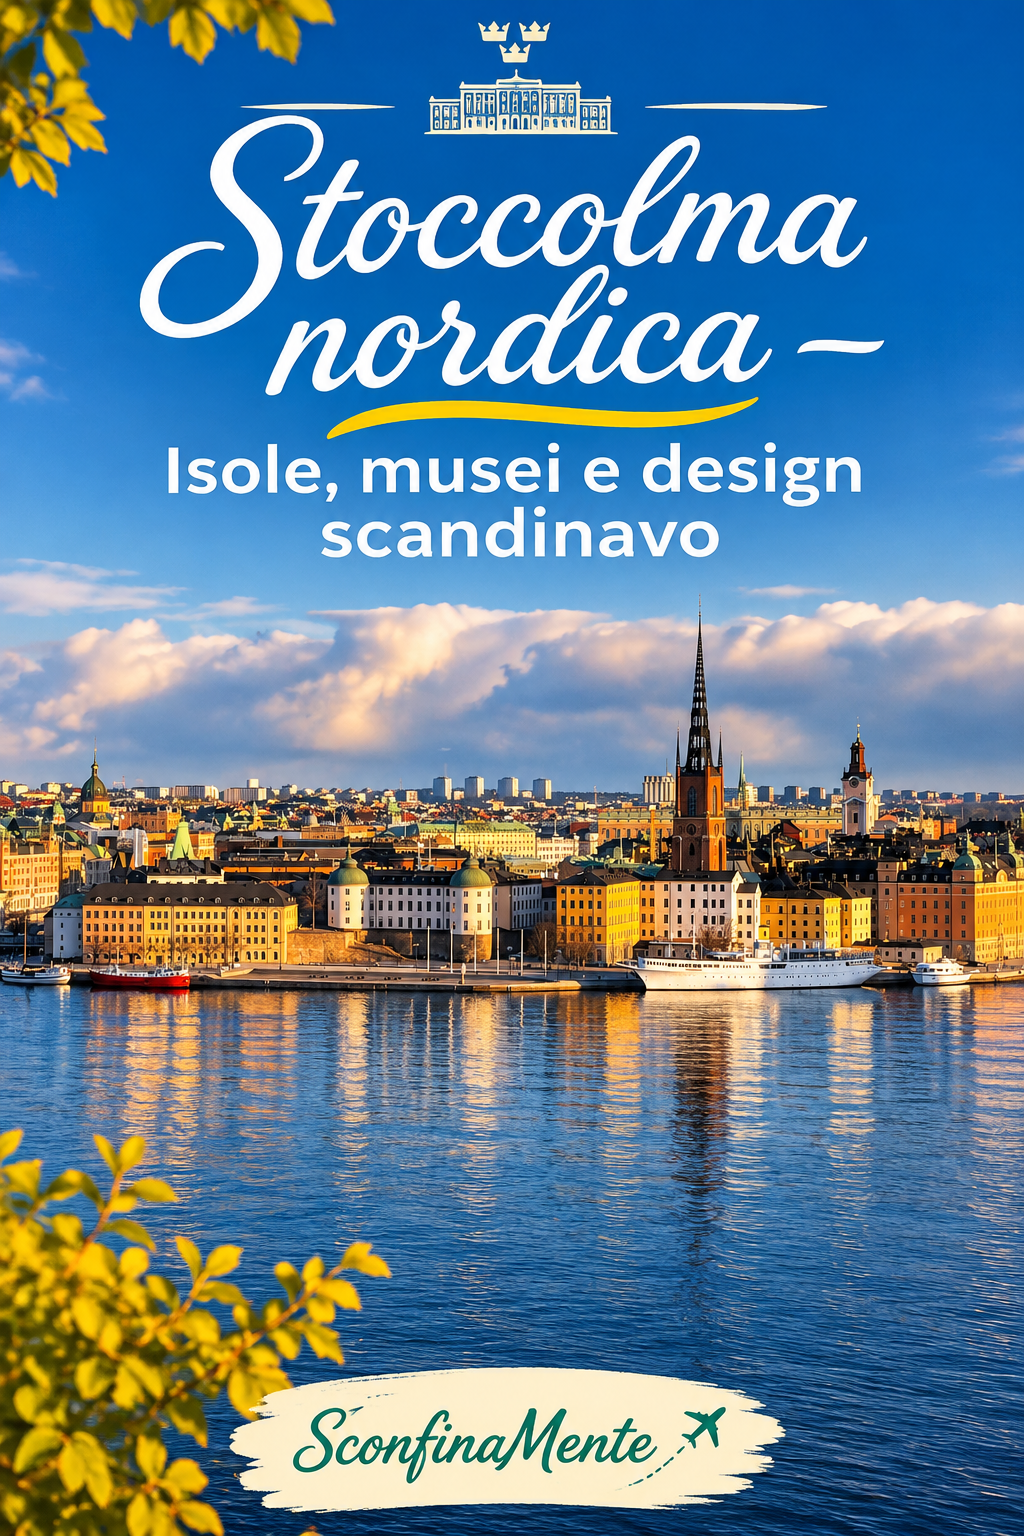 Stoccolma
nordica –
Isole, musei e design
scandinavo
SconfinaMente